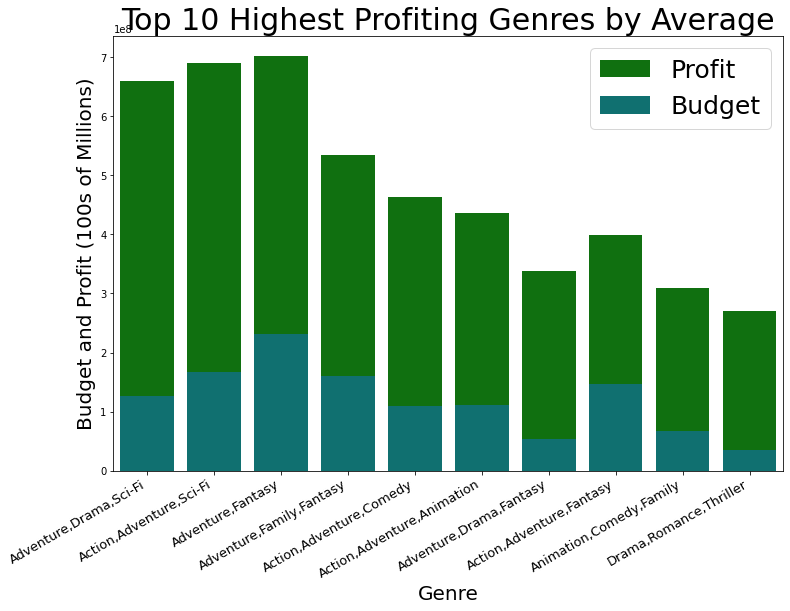 Top 10 Highest Profiting Genres by Average
1e8
Profit
Budget
Budget and Profit (100s of Millions)
7
6
5
4
3
2
1
0
Adventure,Drama,Sci-Fi
Action,Adventure,Sci-Fi
Adventure,Fantasy
Adventure,Family,Fantasy
Action,Adventure,Comedy
Action,Adventure,Animation
Adventure,Drama,Fantasy
Action,Adventure,Fantasy
Animation,Comedy,Family
Drama,Romance,Thriller
Genre